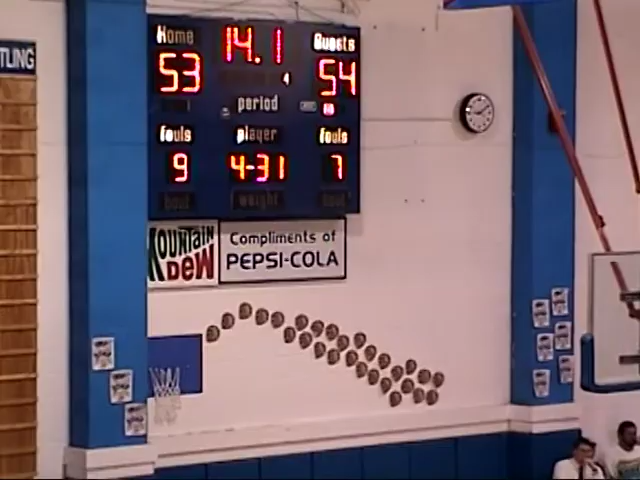 TLING
Home 14.1 Guests
53 4 54
period
fouls player fouls
9 4-31 7
weight
MOUNTAIN DEW
Compliments of
PEPSI-COLA